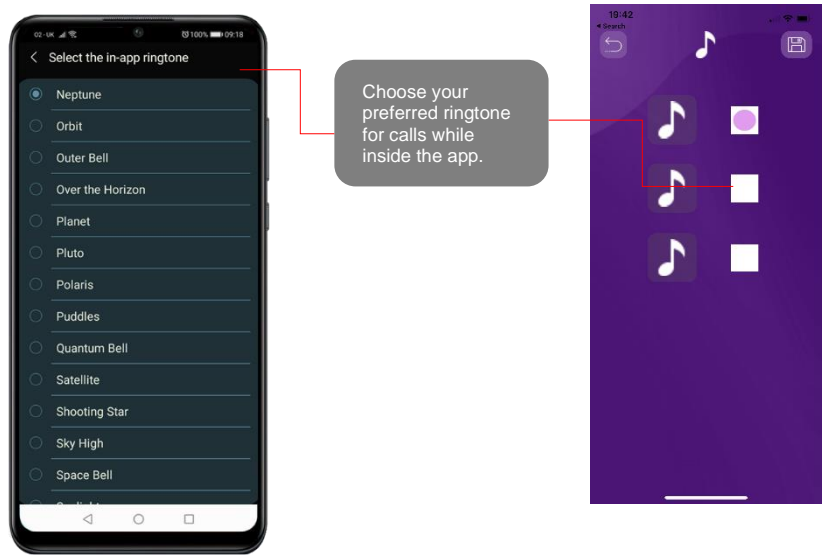 02-UK 100% 09:18
Select the in-app ringtone
Neptune
Orbit
Outer Bell
Over the Horizon
Planet
Pluto
Polaris
Puddles
Quantum Bell
Satellite
Shooting Star
Sky High
Space Bell
Choose your
preferred ringtone
for calls while
inside the app.
19:42
Search